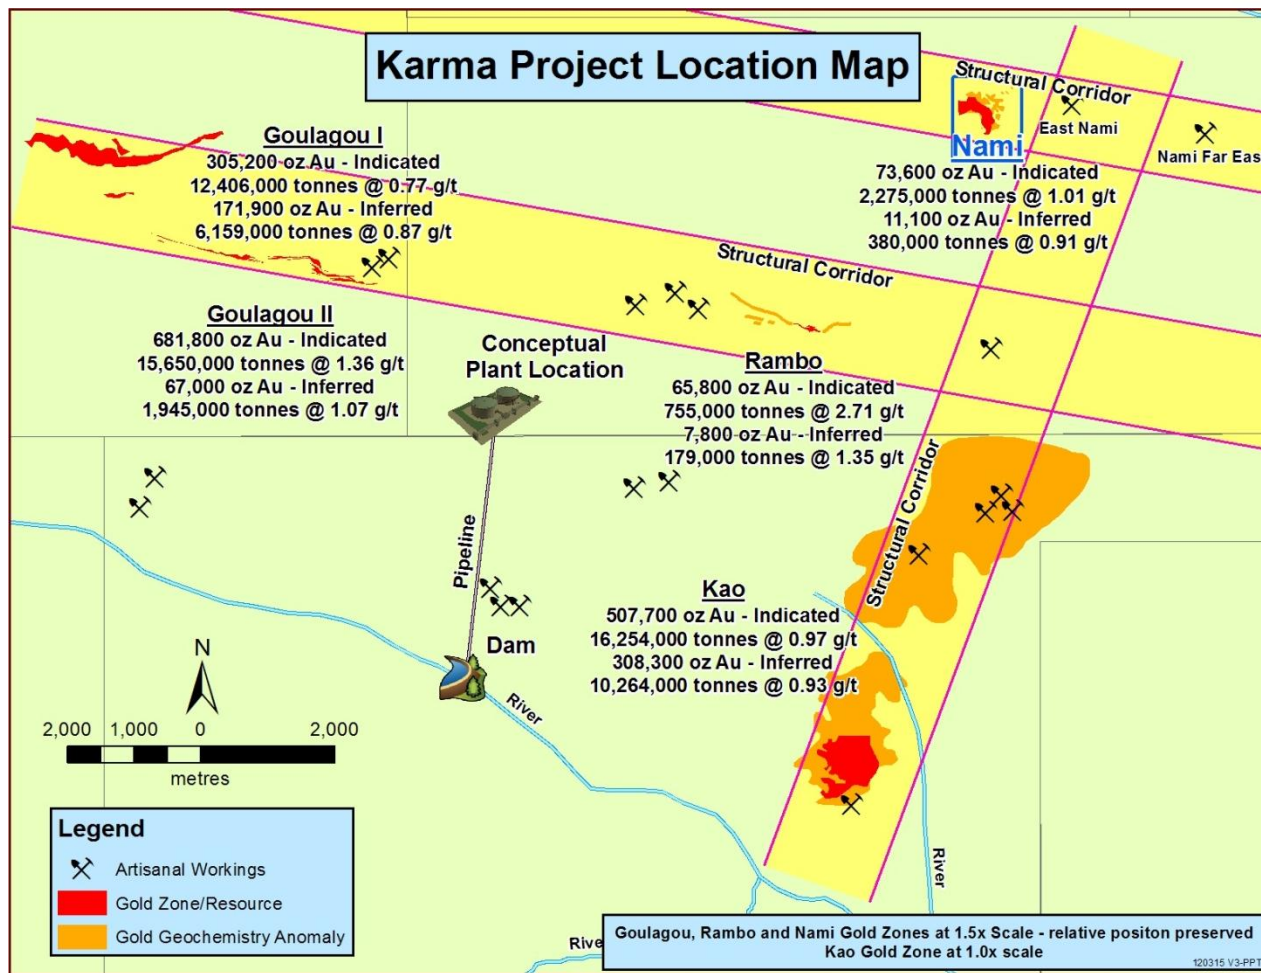 Karma Project Location Map
Structural Corridor
East Nami
Nami
Nami Far East
73,600 oz Au - Indicated
2,275,000 tonnes @ 1.01 g/t
11,100 oz Au - Inferred
380,000 tonnes @ 0.91 g/t
Goulagou I
305,200 oz Au - Indicated
12,406,000 tonnes @ 0.77 g/t
171,900 oz Au - Inferred
6,159,000 tonnes @ 0.87 g/t
Structural Corridor
Goulagou II
681,800 oz Au - Indicated
15,650,000 tonnes @ 1.36 g/t
67,000 oz Au - Inferred
1,945,000 tonnes @ 1.07 g/t
Conceptual
Plant Location
Rambo
65,800 oz Au - Indicated
755,000 tonnes @ 2.71 g/t
7,800 oz Au - Inferred
179,000 tonnes @ 1.35 g/t
Structural Corridor
Pipeline
Kao
507,700 oz Au - Indicated
16,254,000 tonnes @ 0.97 g/t
308,300 oz Au - Inferred
10,264,000 tonnes @ 0.93 g/t
Dam
River
N
2,000 1,000 0 2,000
metres
Legend
Artisanal Workings
Gold Zone/Resource
Gold Geochemistry Anomaly
River
River
Goulagou, Rambo and Nami Gold Zones at 1.5x Scale - relative positon preserved
Kao Gold Zone at 1.0x scale
120315 V3-PPT